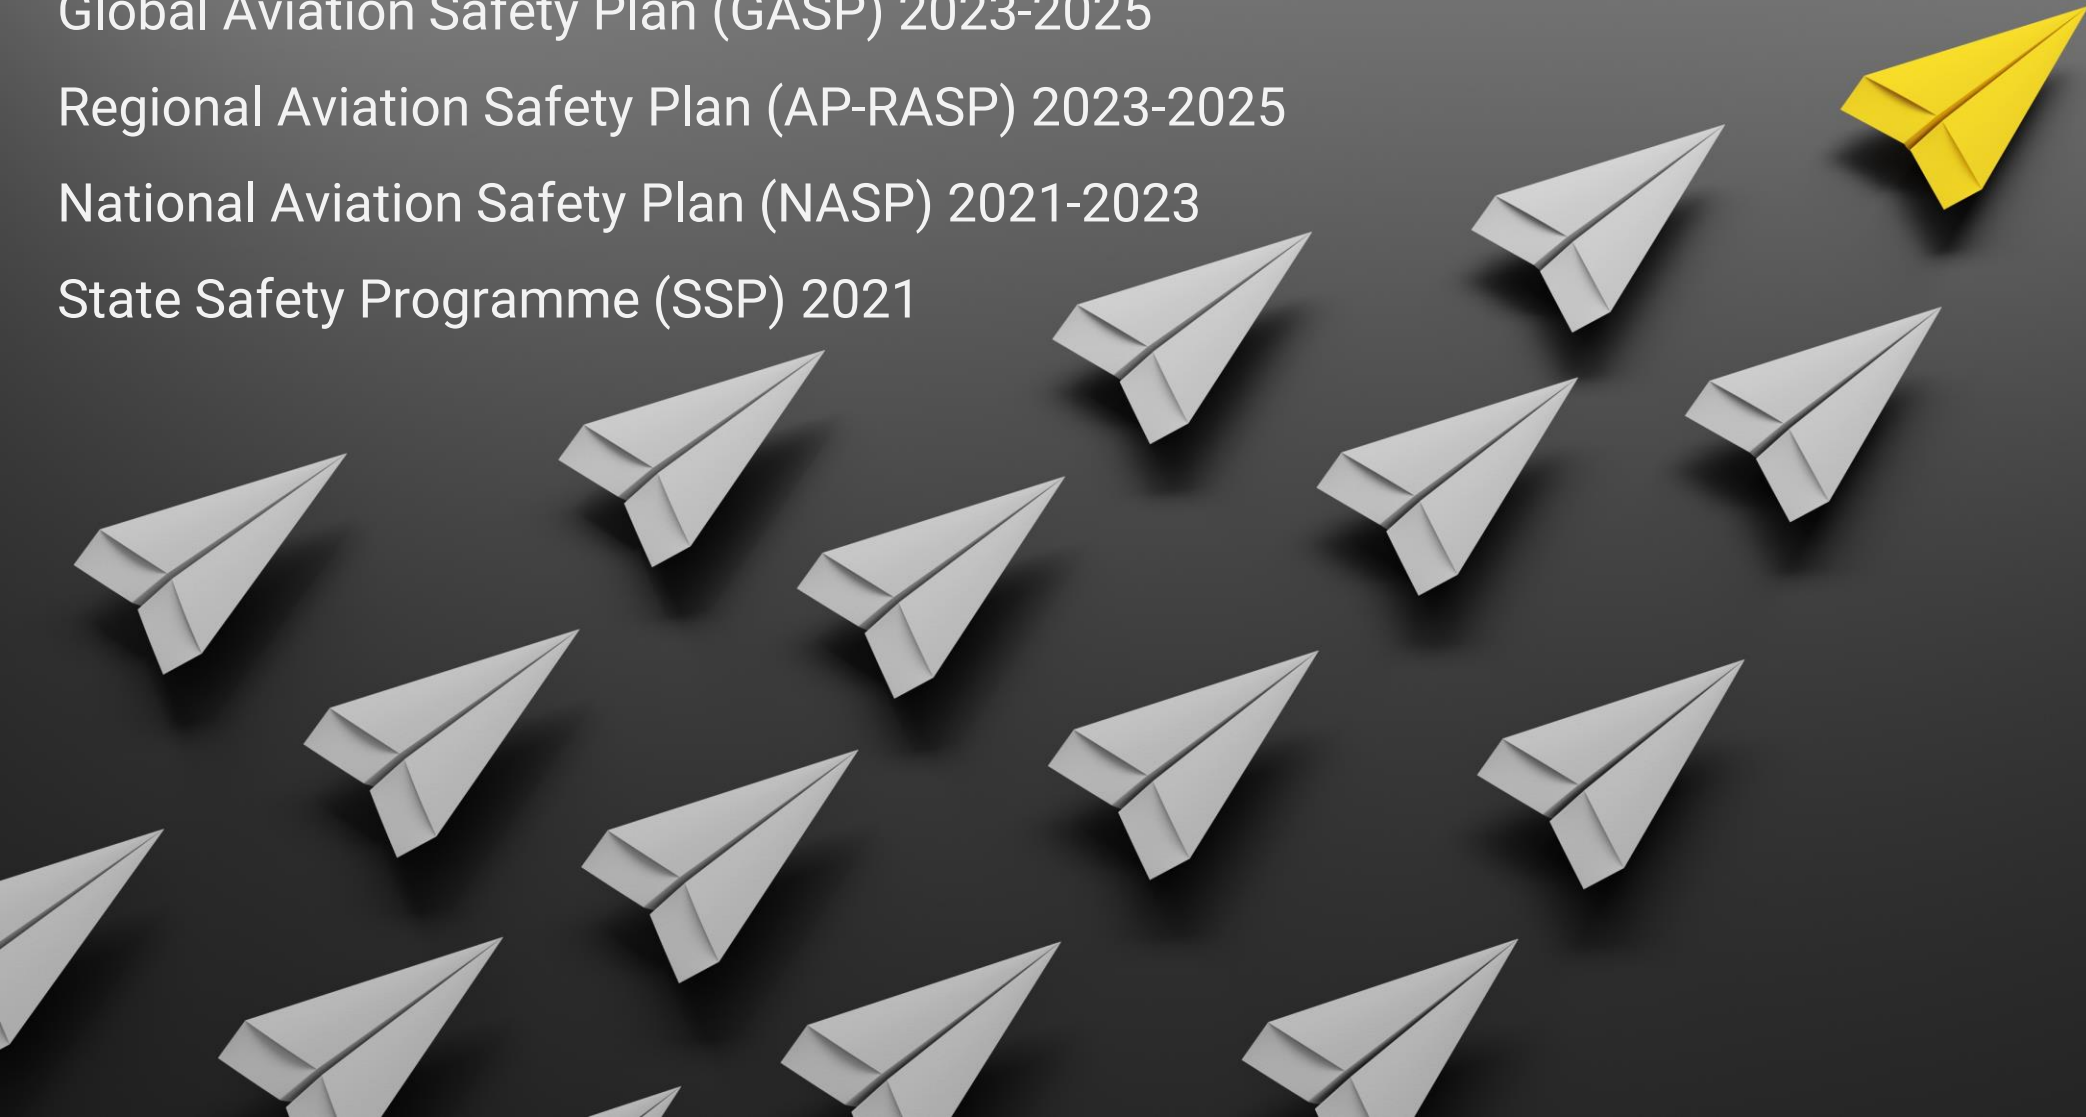 Global Aviation Safety Plan (GASP) 2023-2025
Regional Aviation Safety Plan (AP-RASP) 2023-2025
National Aviation Safety Plan (NASP) 2021-2023
State Safety Programme (SSP) 2021